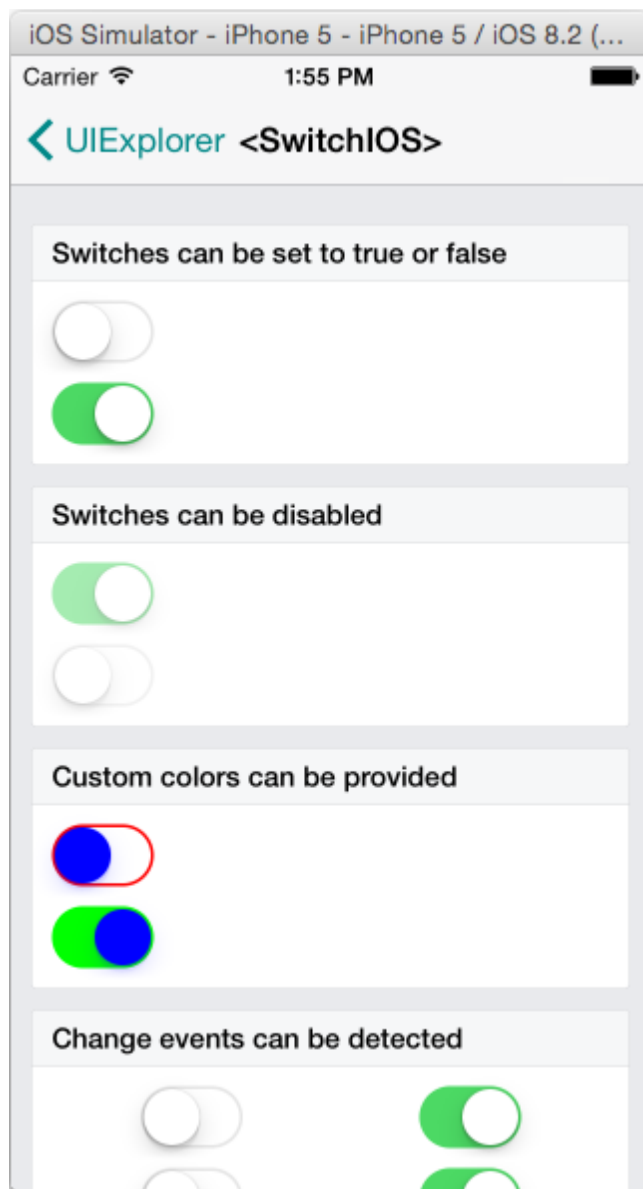 iOS Simulator - iPhone 5 - iPhone 5 / iOS 8.2 (...
Carrier 1:55 PM
UIExplorer <SwitchIOS>
Switches can be set to true or false
Switches can be disabled
Custom colors can be provided
Change events can be detected